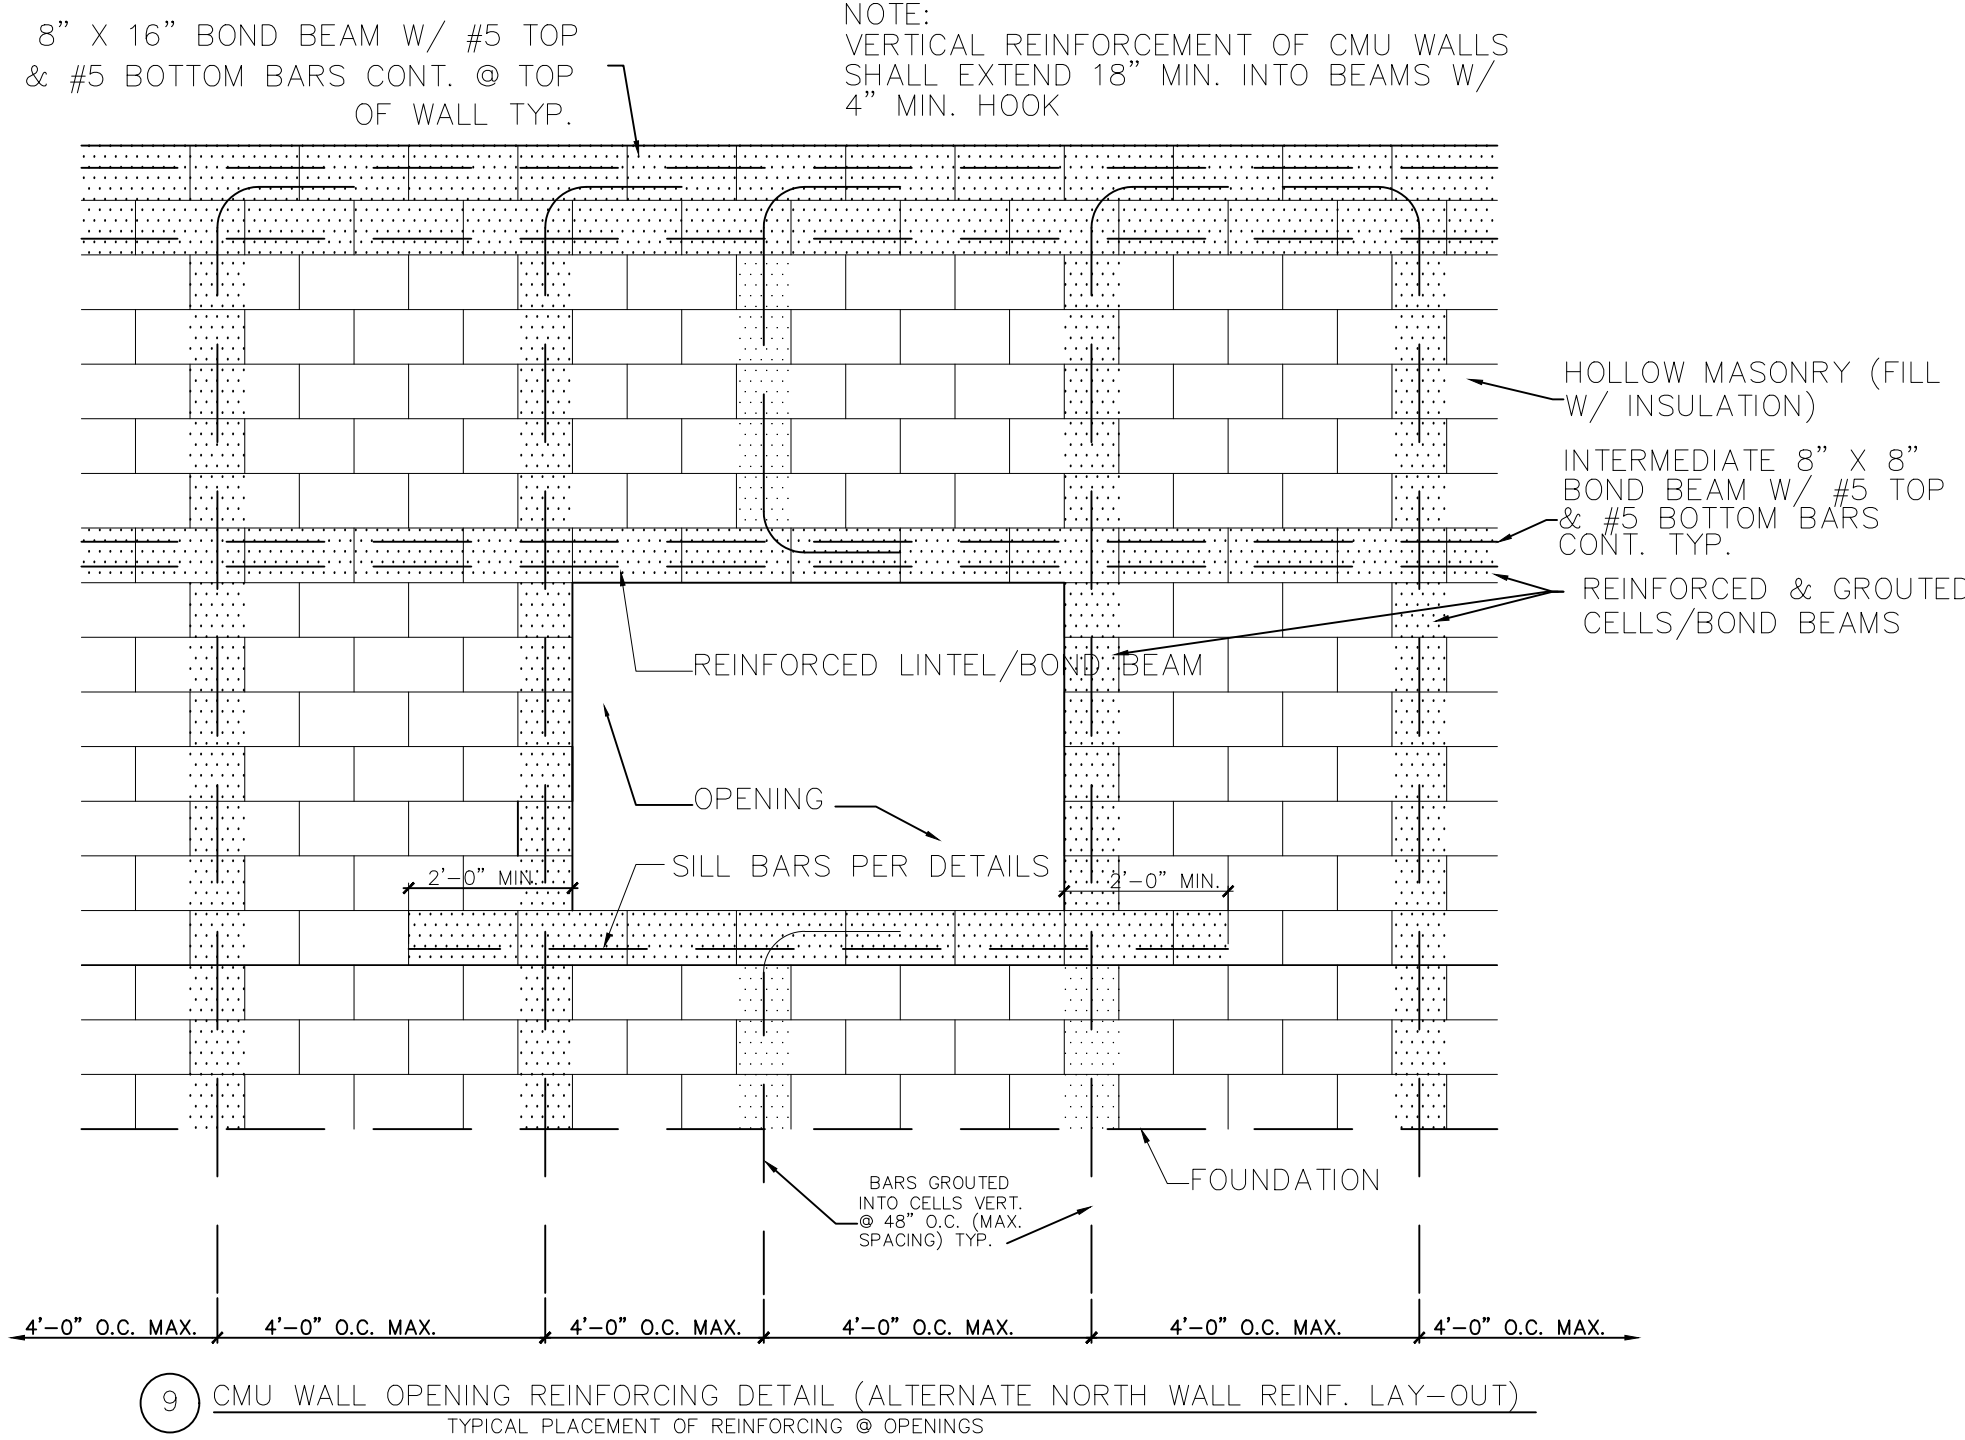 8” X 16” BOND BEAM W/ #5 TOP
& #5 BOTTOM BARS CONT. @ TOP
OF WALL TYP.
NOTE:
VERTICAL REINFORCEMENT OF CMU WALLS
SHALL EXTEND 18” MIN. INTO BEAMS W/
4” MIN. HOOK
HOLLOW MASONRY (FILL
W/ INSULATION)
INTERMEDIATE 8” X 8”
BOND BEAM W/ #5 TOP
& #5 BOTTOM BARS
CONT. TYP.
REINFORCED & GROUTED
CELLS/BOND BEAMS
REINFORCED LINTEL/BOND BEAM
OPENING
SILL BARS PER DETAILS
2’-0” MIN.
2’-0” MIN.
FOUNDATION
BARS GROUTED
INTO CELLS VERT.
@ 48” O.C. (MAX.
SPACING) TYP.
4’-0” O.C. MAX.
4’-0” O.C. MAX.
4’-0” O.C. MAX.
4’-0” O.C. MAX.
4’-0” O.C. MAX.
4’-0” O.C. MAX.
9 CMU WALL OPENING REINFORCING DETAIL (ALTERNATE NORTH WALL REINF. LAY-OUT)
TYPICAL PLACEMENT OF REINFORCING @ OPENINGS